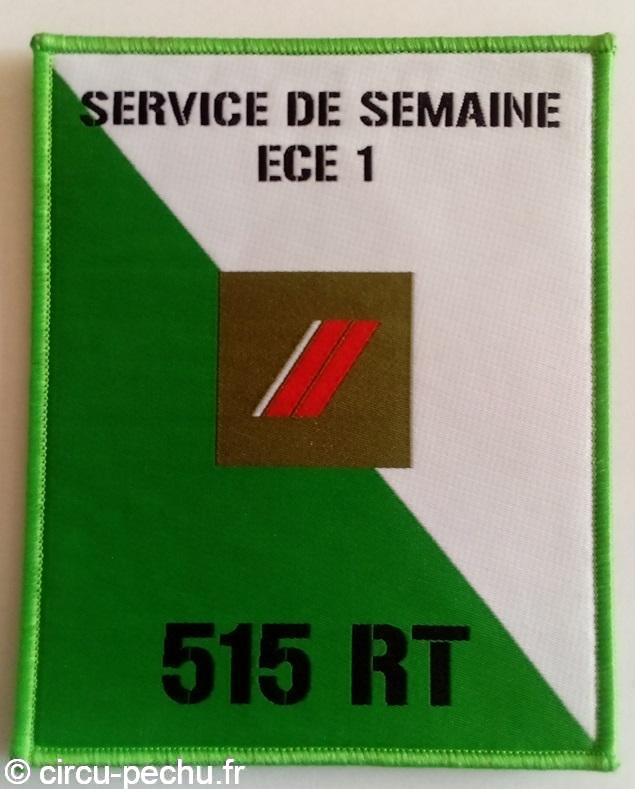 SERVICE DE SEMAINE
ECE 1
515 RT
© circu-pechu.fr